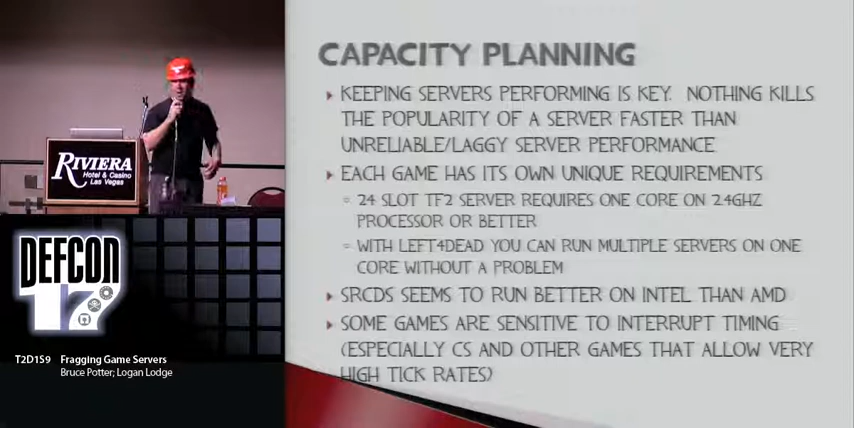 CAPACITY PLANNING
KEEPING SERVERS PERFORMING IS KEY. NOTHING KILLS
THE POPULARITY OF A SERVER FASTER THAN
UNRELIABLE/LAGGY SERVER PERFORMANCE
EACH GAME HAS ITS OWN UNIQUE REQUIREMENTS
24 SLOT TF2 SERVER REQUIRES ONE CORE ON 2.4GHZ
PROCESSOR OR BETTER
WITH LEFT4DEAD YOU CAN RUN MULTIPLE SERVERS ON ONE
CORE WITHOUT A PROBLEM
SRCDS SEEMS TO RUN BETTER ON INTEL THAN AMD
SOME GAMES ARE SENSITIVE TO INTERRUPT TIMING
(ESPECIALLY CS AND OTHER GAMES THAT ALLOW VERY
HIGH TICK RATES)
RIVIERA
Hotel & Casino
Las Vegas
DEFCON
17
T2D1S9 Fragging Game Servers
Bruce Potter; Logan Lodge